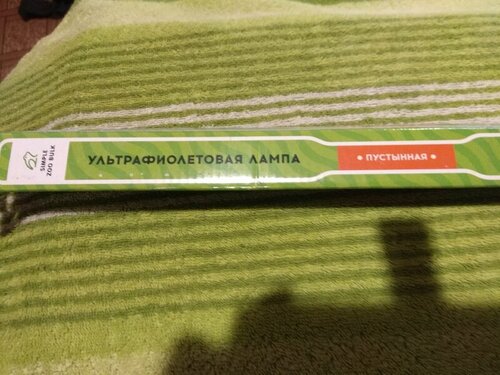 SIMPLE
ZOO BULK
УЛЬТРАФИОЛЕТОВАЯ ЛАМПА
• ПУСТЫННАЯ •